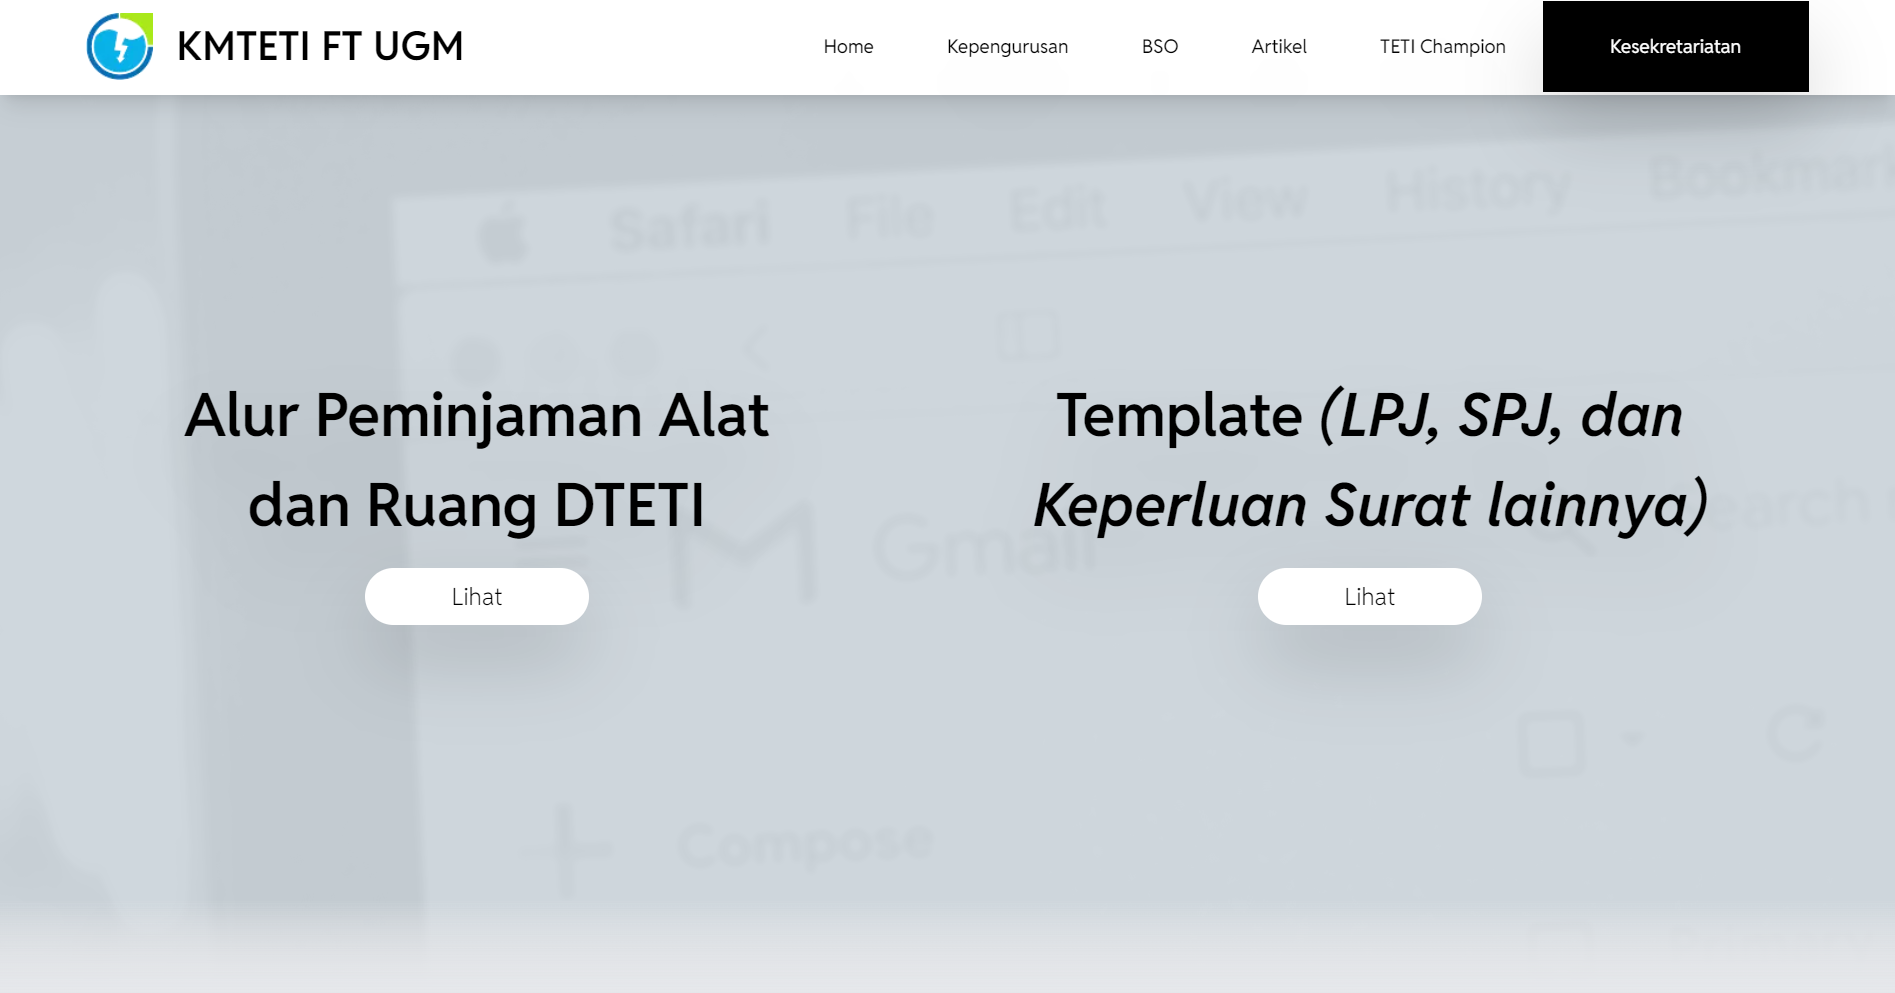 KMTETI FT UGM
Home
Kepengurusan
BSO
Artikel
TETI Champion
Kesekretariatan
Safari File Edit View History Bookmark
Alur Peminjaman Alat
dan Ruang DTETI
Lihat
Template (LPJ, SPJ, dan
Keperluan Surat lainnya)
Lihat
Gmail
Compose